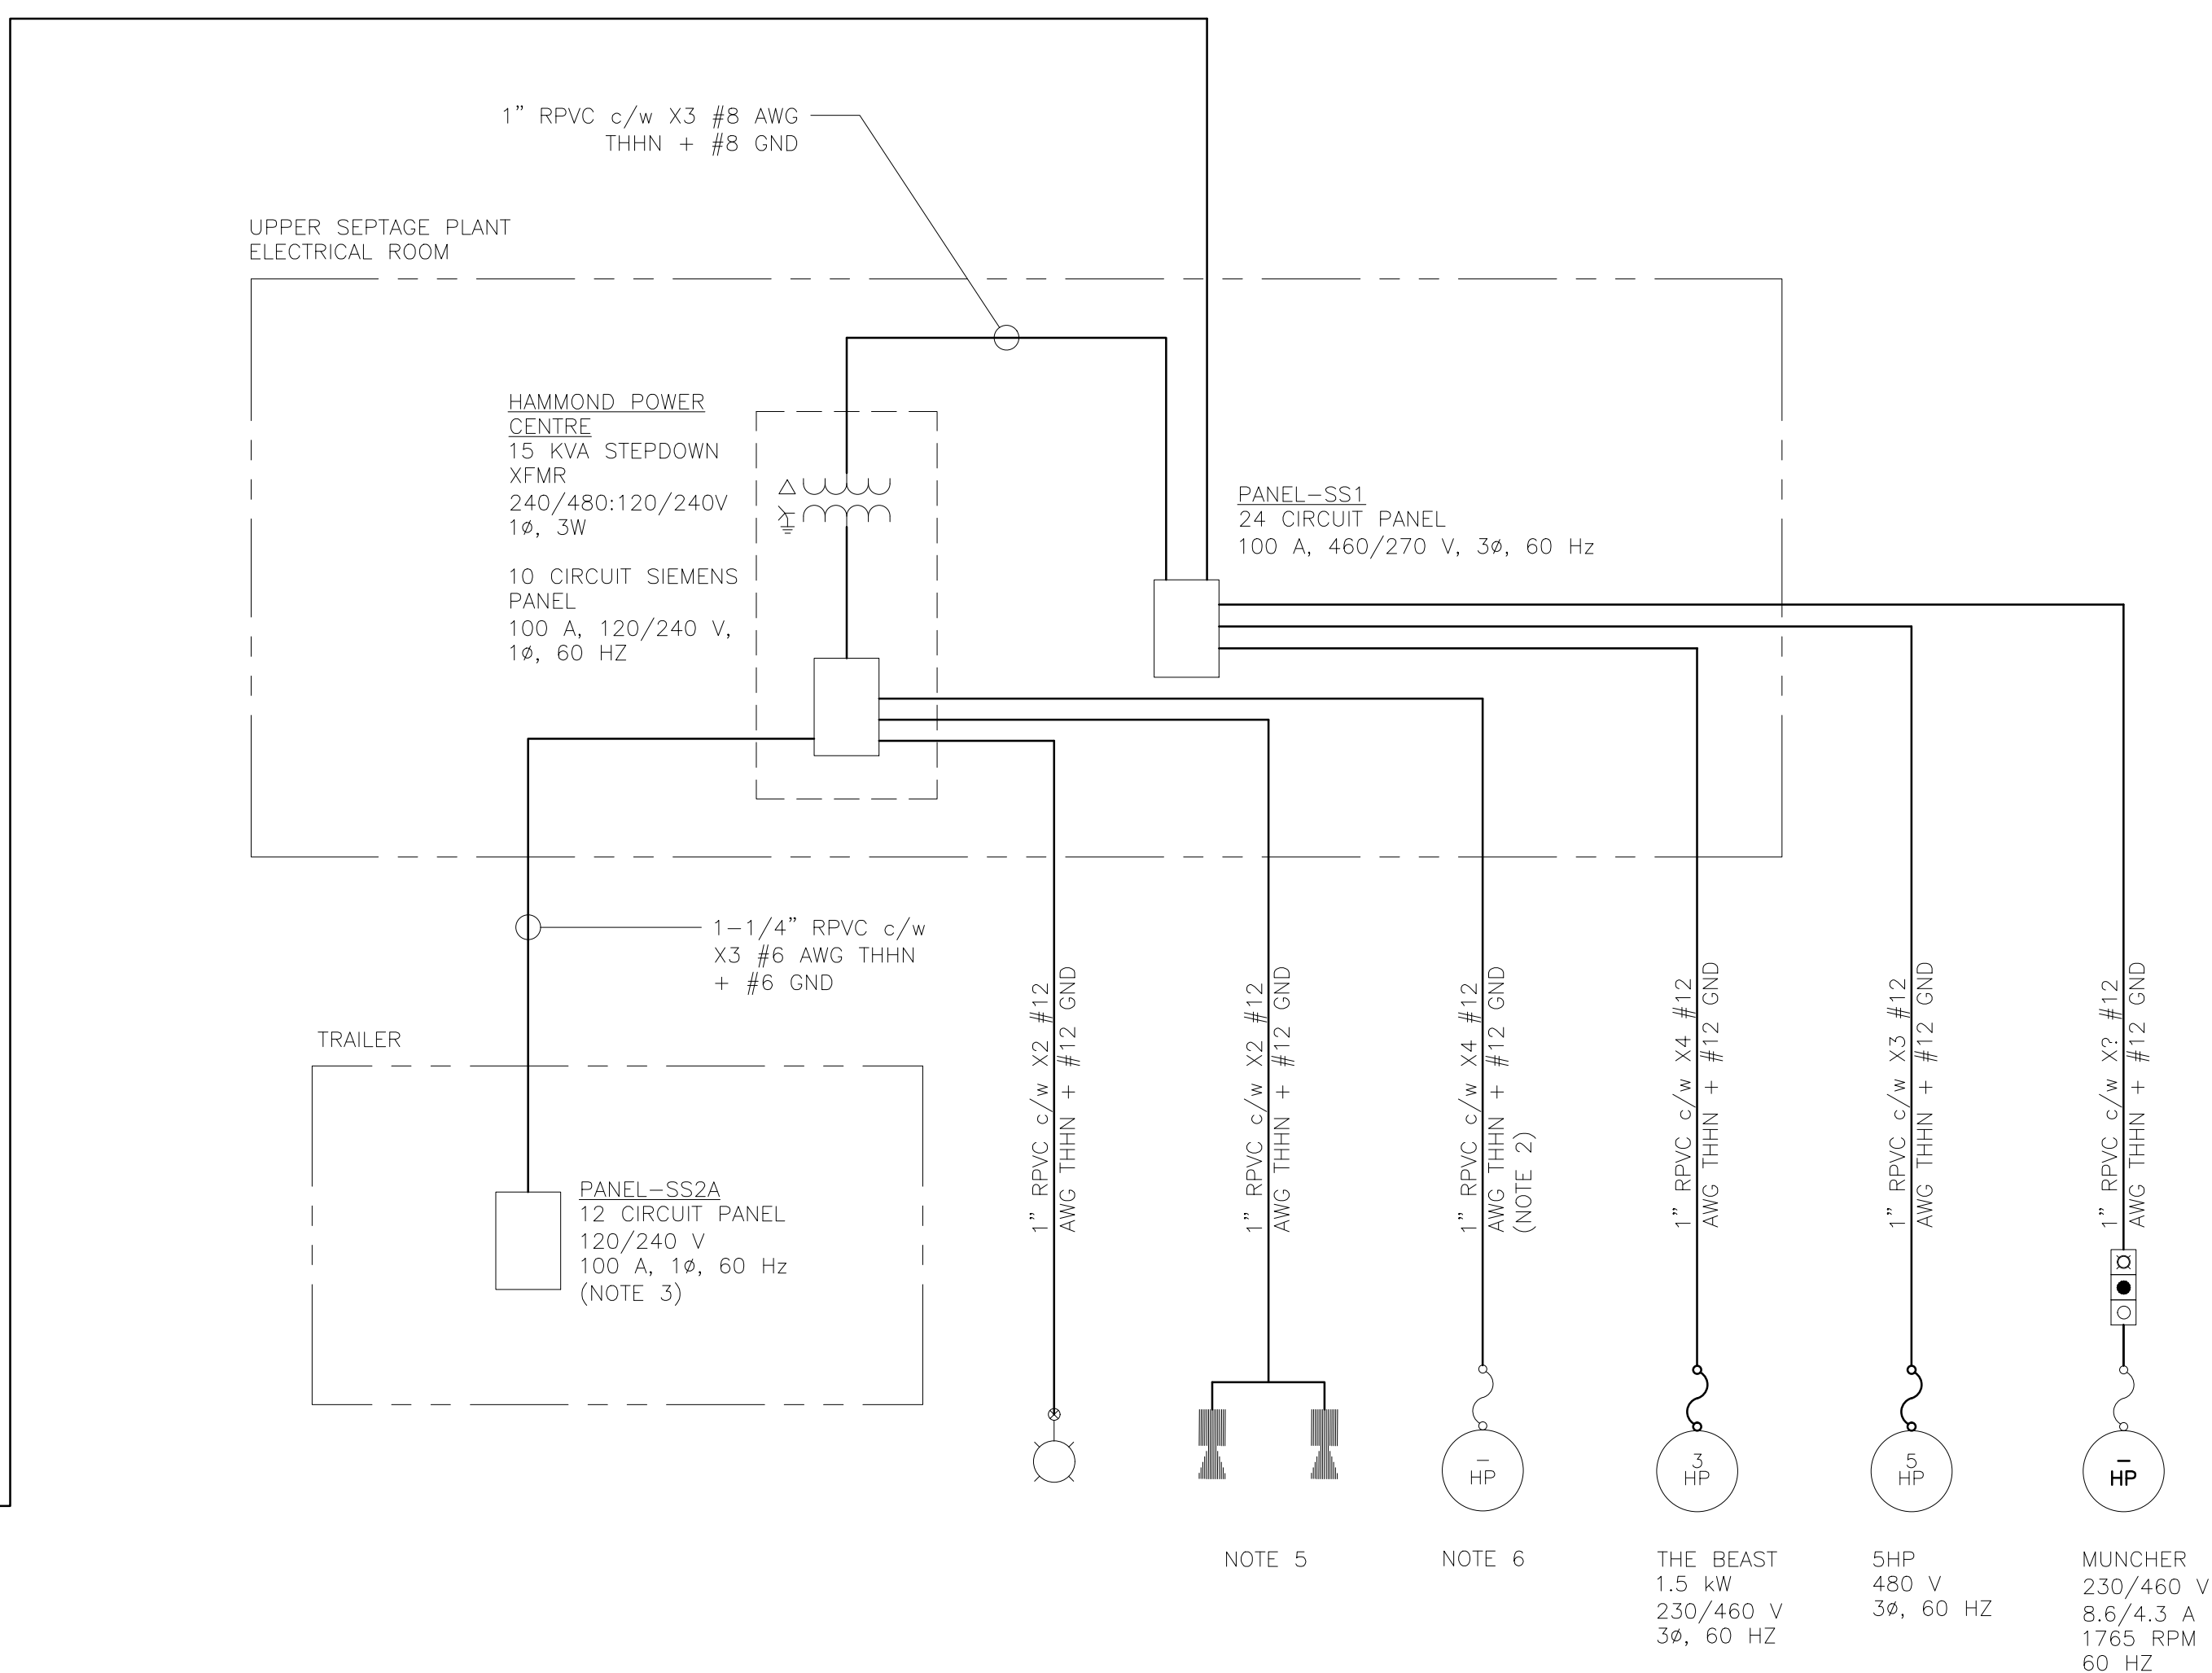 1" RPVC c/w X3 #8 AWG
THHN + #8 GND
UPPER SEPTAGE PLANT
ELECTRICAL ROOM
HAMMOND POWER
CENTRE
15 KVA STEPDOWN
XFMR
240/480:120/240V
1ø, 3W
10 CIRCUIT SIEMENS
PANEL
100 A, 120/240 V,
1ø, 60 HZ
PANEL-SS1
24 CIRCUIT PANEL
100 A, 460/270 V, 3ø, 60 Hz
1-1/4" RPVC c/w
X3 #6 AWG THHN
+ #6 GND
TRAILER
PANEL-SS2A
12 CIRCUIT PANEL
120/240 V
100 A, 1ø, 60 Hz
(NOTE 3)
1" RPVC c/w X2 #12
AWG THHN + #12 GND
1" RPVC c/w X2 #12
AWG THHN + #12 GND
1" RPVC c/w X4 #12
AWG THHN + #12 GND
(NOTE 2)
1" RPVC c/w X4 #12
AWG THHN + #12 GND
1" RPVC c/w X3 #12
AWG THHN + #12 GND
1" RPVC c/w X? #12
AWG THHN + #12 GND
–
HP
3
HP
5
HP
–
HP
NOTE 5
NOTE 6
THE BEAST
1.5 kW
230/460 V
3ø, 60 HZ
5HP
480 V
3ø, 60 HZ
MUNCHER
230/460 V
8.6/4.3 A
1765 RPM
60 HZ